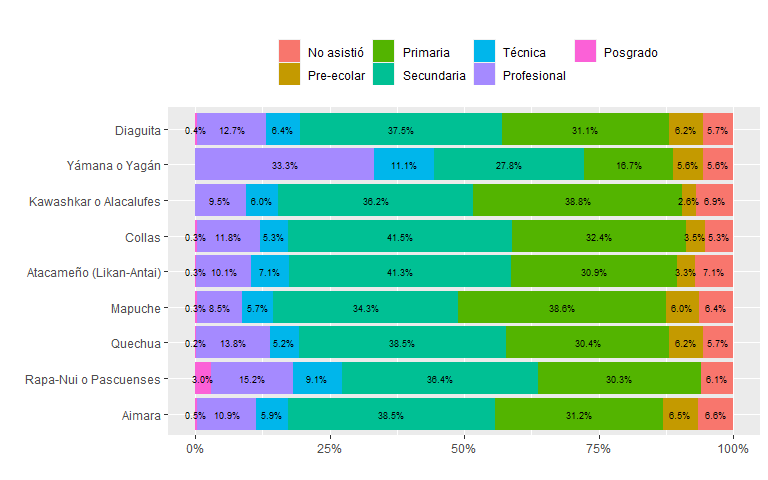 No asistió Primaria Técnica Posgrado
Pre-ecolar Secundaria Profesional
Diaguita 0.4% 12.7% 6.4% 37.5% 31.1% 6.2% 5.7%
Yámana o Yagán 33.3% 11.1% 27.8% 16.7% 5.6% 5.6%
Kawashkar o Alacalufes 9.5% 6.0% 36.2% 38.8% 2.6% 6.9%
Collas 0.3% 11.8% 5.3% 41.5% 32.4% 3.5% 5.3%
Atacameño (Likan-Antai) 0.3% 10.1% 7.1% 41.3% 30.9% 3.3% 7.1%
Mapuche 0.3% 8.5% 5.7% 34.3% 38.6% 6.0% 6.4%
Quechua 0.2% 13.8% 5.2% 38.5% 30.4% 6.2% 5.7%
Rapa-Nui o Pascuenses 3.0% 15.2% 9.1% 36.4% 30.3% 6.1%
Aimara 0.5% 10.9% 5.9% 38.5% 31.2% 6.5% 6.6%
0% 25% 50% 75% 100%